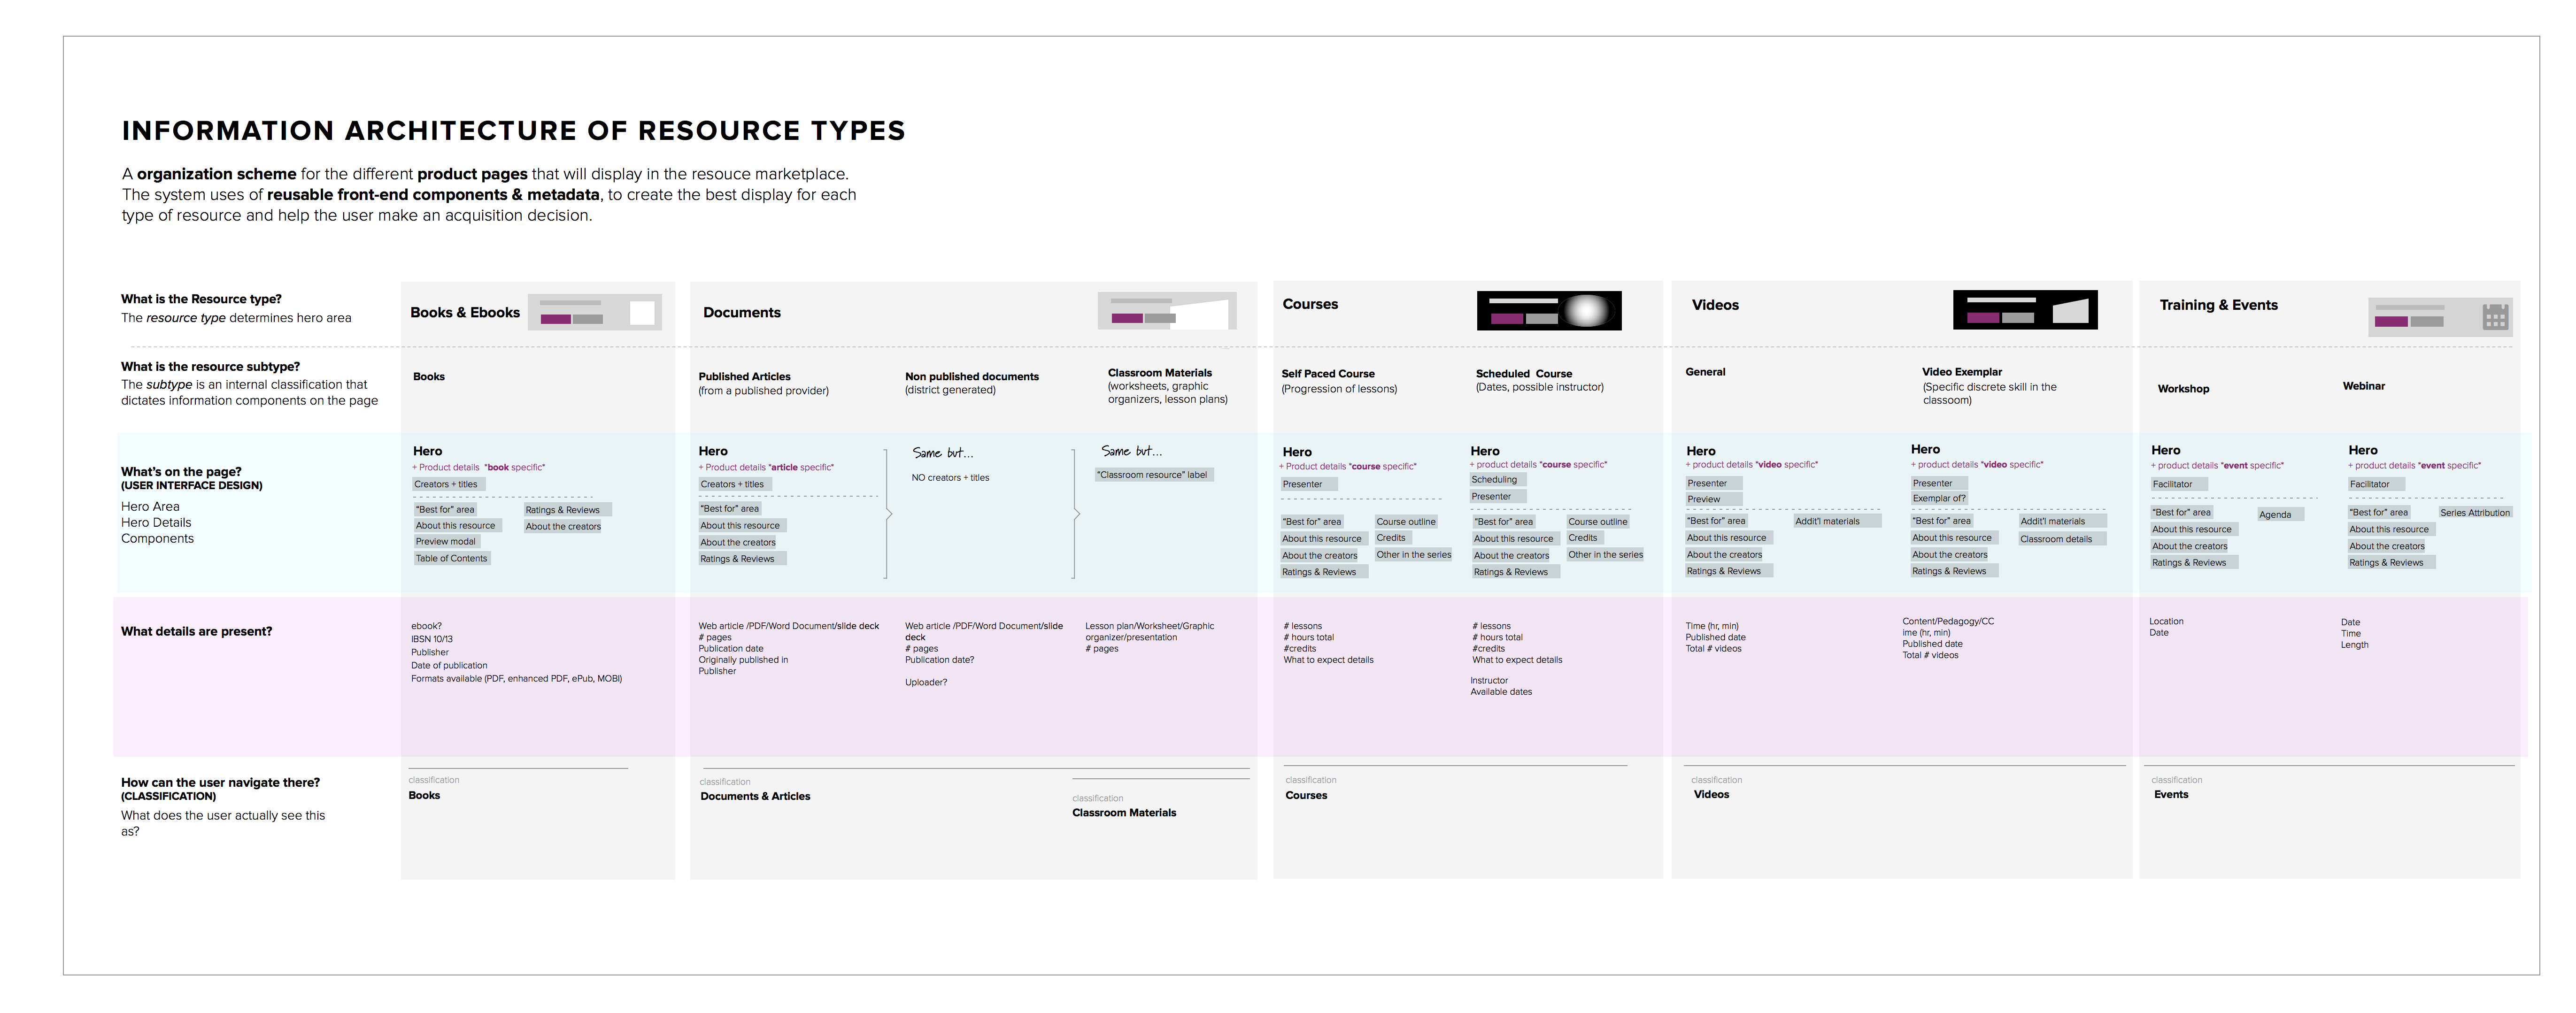 INFORMATION ARCHITECTURE OF RESOURCE TYPES
A organization scheme for the different product pages that will display in the resouce marketplace.
The system uses of reusable front-end components & metadata, to create the best display for each
type of resource and help the user make an acquisition decision.
What is the Resource type?
The resource type determines hero area
Books & Ebooks
Documents
Courses
Videos
Training & Events
What is the resource subtype?
The subtype is an internal classification that
dictates information components on the page
Books
Published Articles
(from a published provider)
Non published documents
(district generated)
Classroom Materials
(worksheets, graphic
organizers, lesson plans)
Self Paced Course
(Progression of lessons)
Scheduled Course
(Dates, possible instructor)
General
Video Exemplar
(Specific discrete skill in the
classoom)
Workshop
Webinar
What's on the page?
(USER INTERFACE DESIGN)
Hero Area
Hero Details
Components
Hero
+ Product details *book specific*
Creators + titles
"Best for" area
About this resource
Preview modal
Table of Contents
Ratings & Reviews
About the creators
Hero
+ Product details *article specific*
Creators + titles
"Best for" area
About this resource
About the creators
Ratings & Reviews
Same but...
NO creators + titles
Same but...
"Classroom resource" label
Hero
+ Product details *course specific*
Presenter
"Best for" area
About this resource
About the creators
Ratings & Reviews
Course outline
Credits
Other in the series
Hero
+ product details *course specific*
Scheduling
Presenter
"Best for" area
About this resource
About the creators
Ratings & Reviews
Course outline
Credits
Other in the series
Hero
+ product details *video specific*
Presenter
Preview
"Best for" area
About this resource
About the creators
Ratings & Reviews
Addit'l materials
Hero
+ product details *video specific*
Presenter
Exemplar of?
"Best for" area
About this resource
About the creators
Ratings & Reviews
Addit'l materials
Classroom details
Hero
+ product details *event specific*
Facilitator
"Best for" area
About this resource
About the creators
Ratings & Reviews
Agenda
Hero
+ product details *event specific*
Facilitator
"Best for" area
About this resource
About the creators
Ratings & Reviews
Series Attribution
What details are present?
ebook?
IBSN 10/13
Publisher
Date of publication
Formats available (PDF, enhanced PDF, ePub, MOBI)
Web article /PDF/Word Document/slide deck
# pages
Publication date
Originally published in
Publisher
Web article /PDF/Word Document/slide
deck
# pages
Publication date?
Uploader?
Lesson plan/Worksheet/Graphic
organizer/presentation
# pages
# lessons
# hours total
#credits
What to expect details
# lessons
# hours total
#credits
What to expect details
Instructor
Available dates
Time (hr, min)
Published date
Total # videos
Content/Pedagogy/CC
ime (hr, min)
Published date
Total # videos
Location
Date
Date
Time
Length
How can the user navigate there?
(CLASSIFICATION)
What does the user actually see this
as?
classification
Books
classification
Documents & Articles
classification
Classroom Materials
classification
Courses
classification
Videos
classification
Events